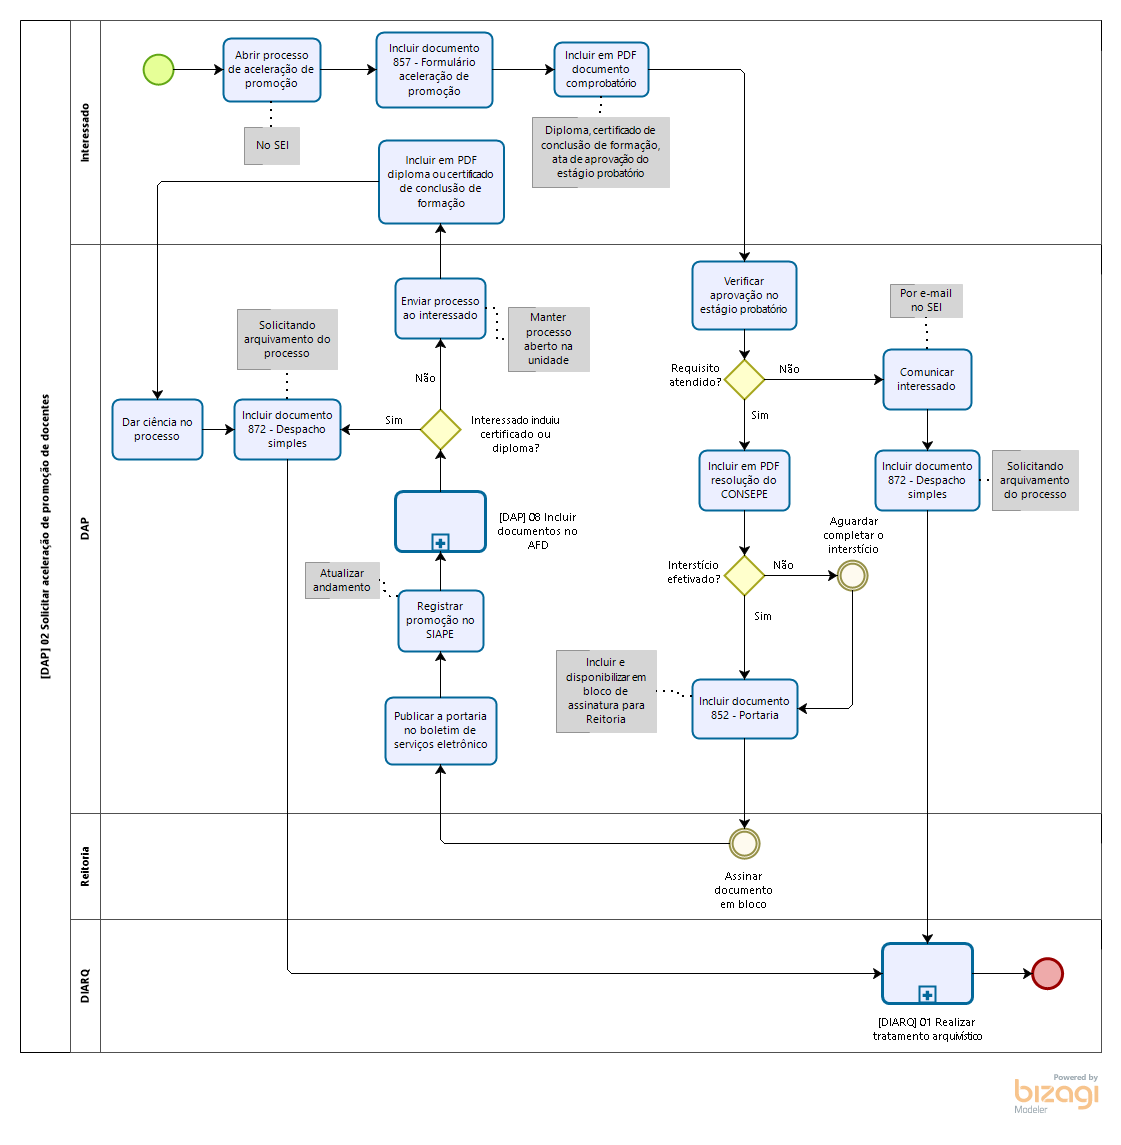 [DAP] 02 Solicitar aceleração de promoção de docentes
Interessado
Abrir processo
de aceleração de
promoção
No SEI
Incluir documento
857 - Formulário
aceleração de
promoção
Incluir em PDF
documento
comprobatório
Diploma, certificado de
conclusão de formação,
ata de aprovação do
estágio probatório
Incluir em PDF
diploma ou certificado
de conclusão de
formação
DAP
Enviar processo
ao interessado
Manter
processo
aberto na
unidade
Solicitando
arquivamento do
processo
Dar ciência no
processo
Incluir documento
872 - Despacho
simples
Sim
Não
Interessado incluiu
certificado ou
diploma?
[DAP] 08 Incluir
documentos no
AFD
Atualizar
andamento
Registrar
promoção no
SIAPE
Publicar a portaria
no boletim de
serviços eletrônico
Verificar
aprovação no
estágio probatório
Requisito
atendido?
Não
Sim
Por e-mail
no SEI
Comunicar
interessado
Incluir documento
872 - Despacho
simples
Solicitando
arquivamento
do processo
Incluir em PDF
resolução do
CONSEPE
Interstício
efetivado?
Não
Sim
Aguardar
completar o
interstício
Incluir e
disponibilizar em
bloco de
assinatura para
Reitoria
Incluir documento
852 - Portaria
Reitoria
Assinar
documento
em bloco
DIARQ
[DIARQ] 01 Realizar
tratamento arquivístico
Powered by
bizagi
Modeler